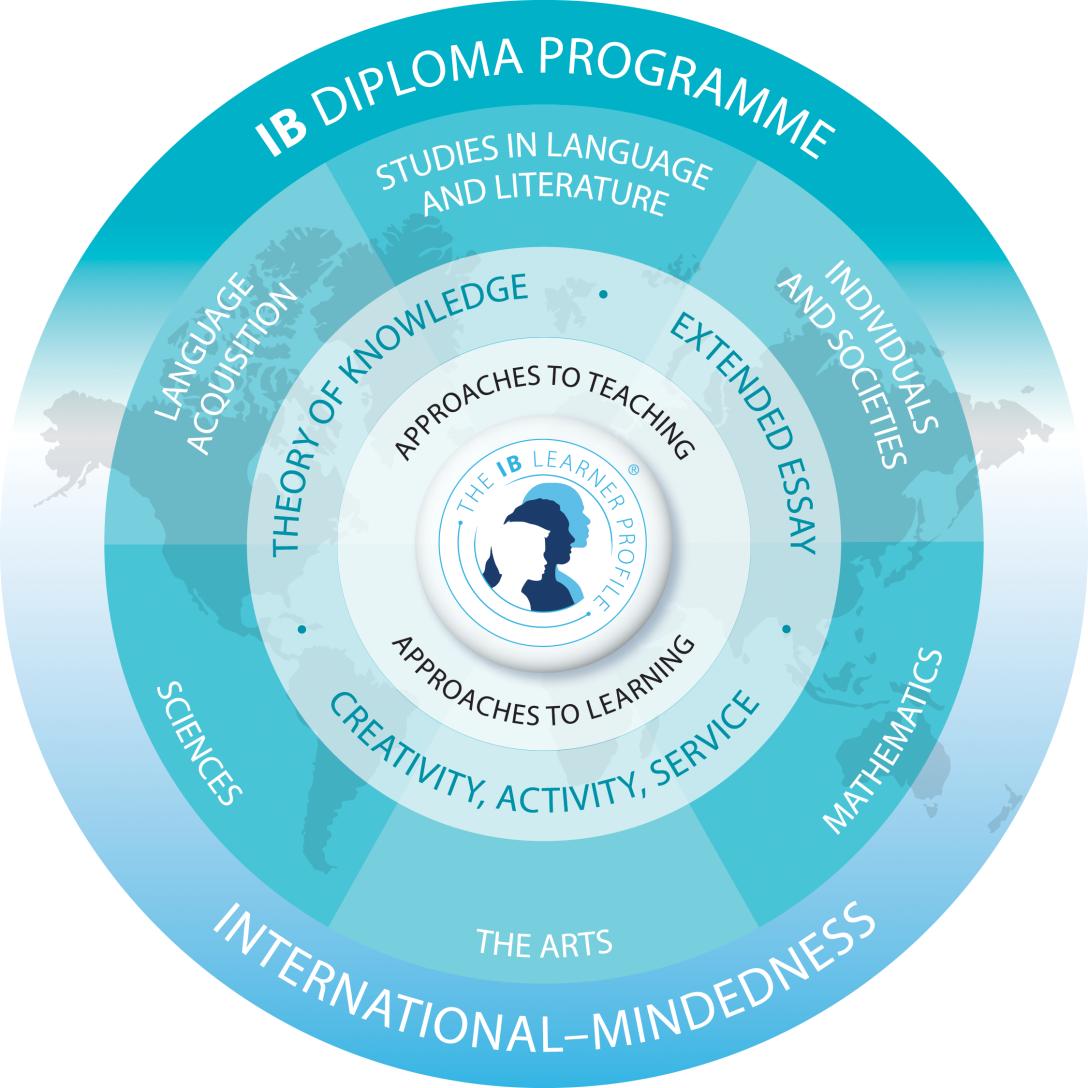 IB DIPLOMA PROGRAMME
STUDIES IN LANGUAGE
AND LITERATURE
LANGUAGE
ACQUISITION
INDIVIDUALS
AND SOCIETIES
THEORY OF KNOWLEDGE
EXTENDED ESSAY
APPROACHES TO TEACHING
THE IB LEARNER PROFILE
®
APPROACHES TO LEARNING
CREATIVITY, ACTIVITY, SERVICE
SCIENCES
MATHEMATICS
THE ARTS
INTERNATIONAL–MINDEDNESS